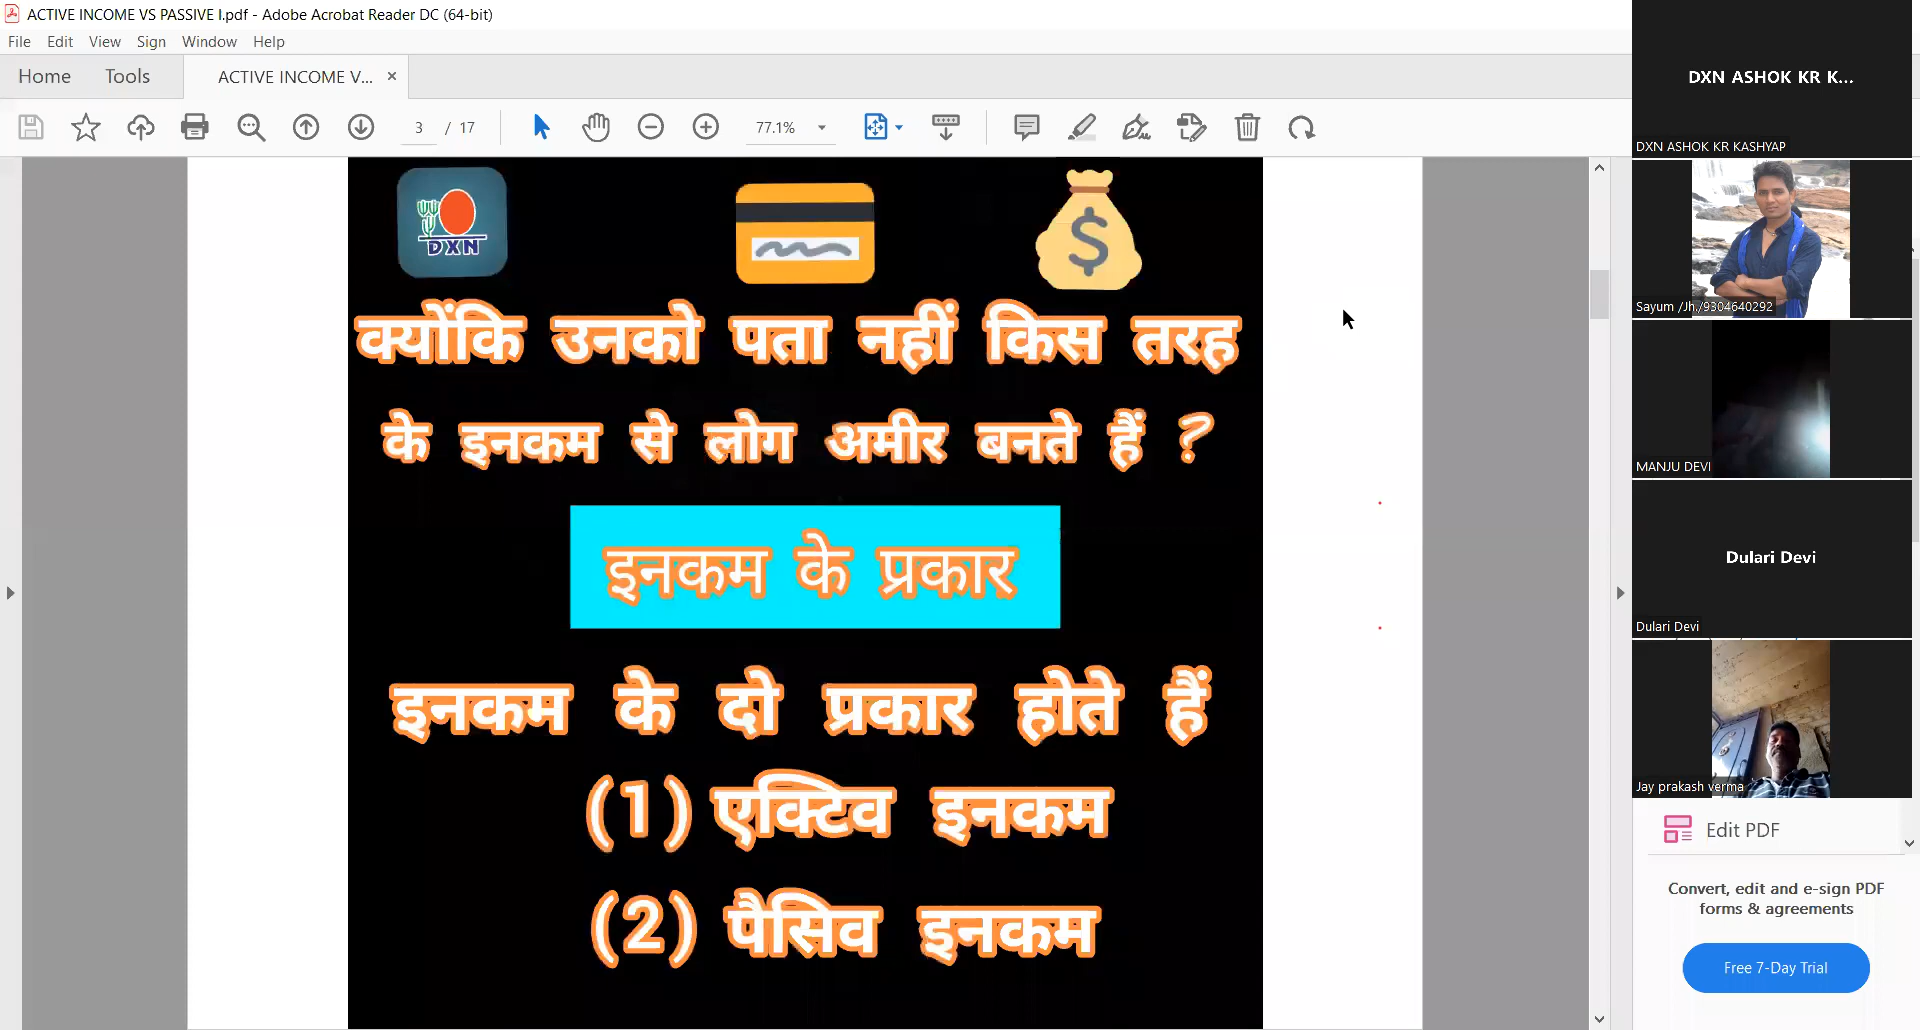 ACTIVE INCOME VS PASSIVE I.pdf - Adobe Acrobat Reader DC (64-bit)
File Edit View Sign Window Help
Home Tools ACTIVE INCOME V... ×
3 / 17 77.1%
DXN
$
क्योंकि उनको पता नहीं किस तरह
के इनकम से लोग अमीर बनते हैं ?
इनकम के प्रकार
इनकम के दो प्रकार होते हैं
(1) एक्टिव इनकम
(2) पैसिव इनकम
DXN ASHOK KR K...
DXN ASHOK KR KASHYAP
Sayum /Jh./9304640292
MANJU DEVI
Dulari Devi
Dulari Devi
Jay prakash verma
Edit PDF
Convert, edit and e-sign PDF
forms & agreements
Free 7-Day Trial